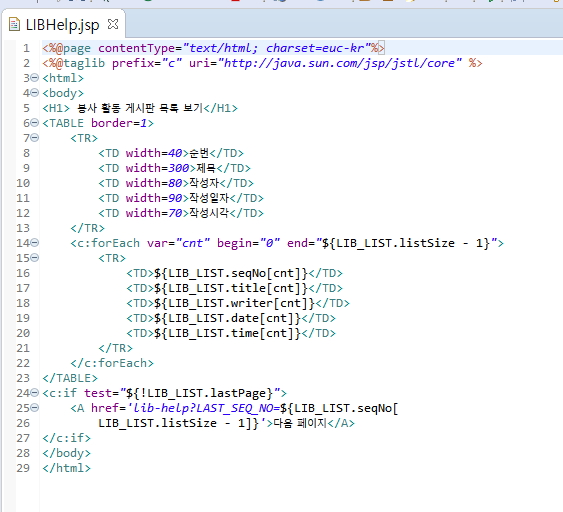 LIBHelp.jsp
1 <%@page contentType="text/html; charset=euc-kr"%>
2 <%@taglib prefix="c" uri="http://java.sun.com/jsp/jstl/core" %>
3 <html>
4 <body>
5 <H1> 봉사 활동 게시판 목록 보기</H1>
6 <TABLE border=1>
7 <TR>
8 <TD width=40>순번</TD>
9 <TD width=300>제목</TD>
10 <TD width=80>작성자</TD>
11 <TD width=90>작성일자</TD>
12 <TD width=70>작성시각</TD>
13 </TR>
14 <c:forEach var="cnt" begin="0" end="${LIB_LIST.listSize - 1}">
15 <TR>
16 <TD>${LIB_LIST.seqNo[cnt]}</TD>
17 <TD>${LIB_LIST.title[cnt]}</TD>
18 <TD>${LIB_LIST.writer[cnt]}</TD>
19 <TD>${LIB_LIST.date[cnt]}</TD>
20 <TD>${LIB_LIST.time[cnt]}</TD>
21 </TR>
22 </c:forEach>
23 </TABLE>
24 <c:if test="${!LIB_LIST.lastPage}">
25 <A href='lib-help?LAST_SEQ_NO=${LIB_LIST.seqNo[
26 LIB_LIST.listSize - 1]}'>다음 페이지</A>
27 </c:if>
28 </body>
29 </html>